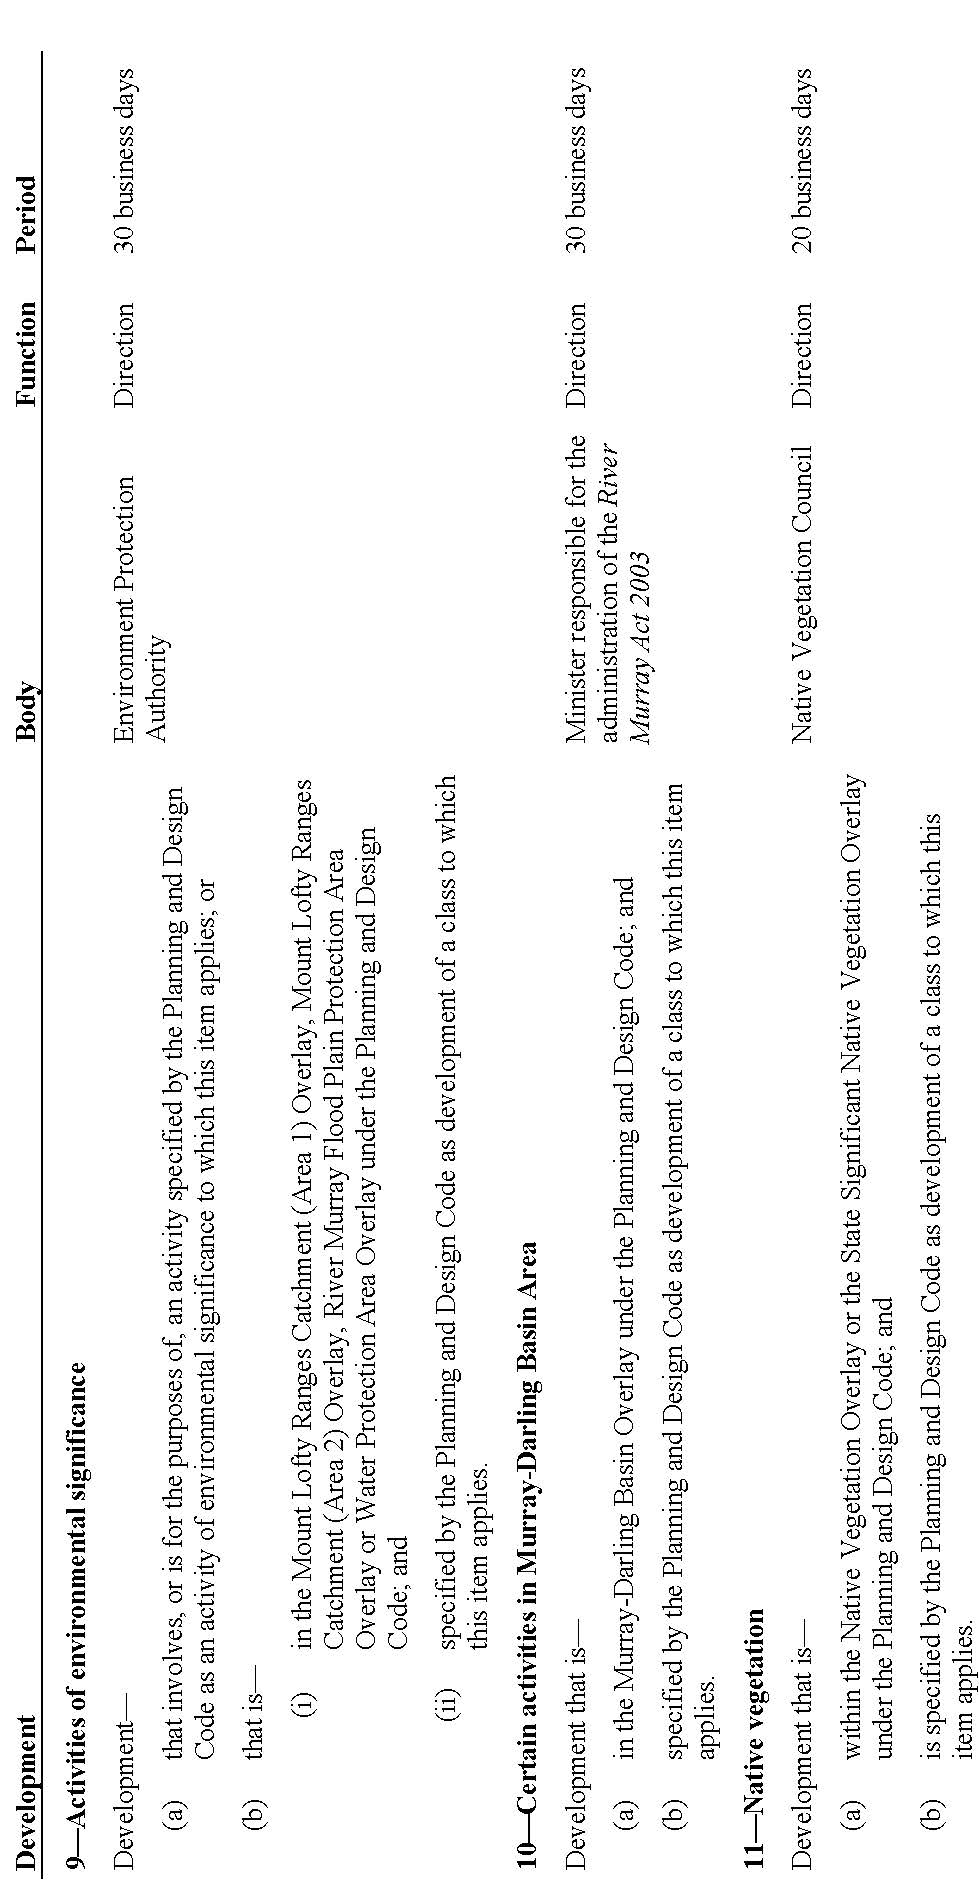 Development Body Function Period
9—Activities of environmental significance
Development— Environment Protection Direction 30 business days
Authority
(a) that involves, or is for the purposes of, an activity specified by the Planning and Design
Code as an activity of environmental significance to which this item applies; or
(b) that is—
(i) in the Mount Lofty Ranges Catchment (Area 1) Overlay, Mount Lofty Ranges
Catchment (Area 2) Overlay, River Murray Flood Plain Protection Area
Overlay or Water Protection Area Overlay under the Planning and Design
Code; and
(ii) specified by the Planning and Design Code as development of a class to which
this item applies.
10—Certain activities in Murray-Darling Basin Area
Development that is— Minister responsible for the Direction 30 business days
administration of the River
Murray Act 2003
(a) in the Murray-Darling Basin Overlay under the Planning and Design Code; and
(b) specified by the Planning and Design Code as development of a class to which this item
applies.
11—Native vegetation
Development that is— Native Vegetation Council Direction 20 business days
(a) within the Native Vegetation Overlay or the State Significant Native Vegetation Overlay
under the Planning and Design Code; and
(b) is specified by the Planning and Design Code as development of a class to which this
item applies.